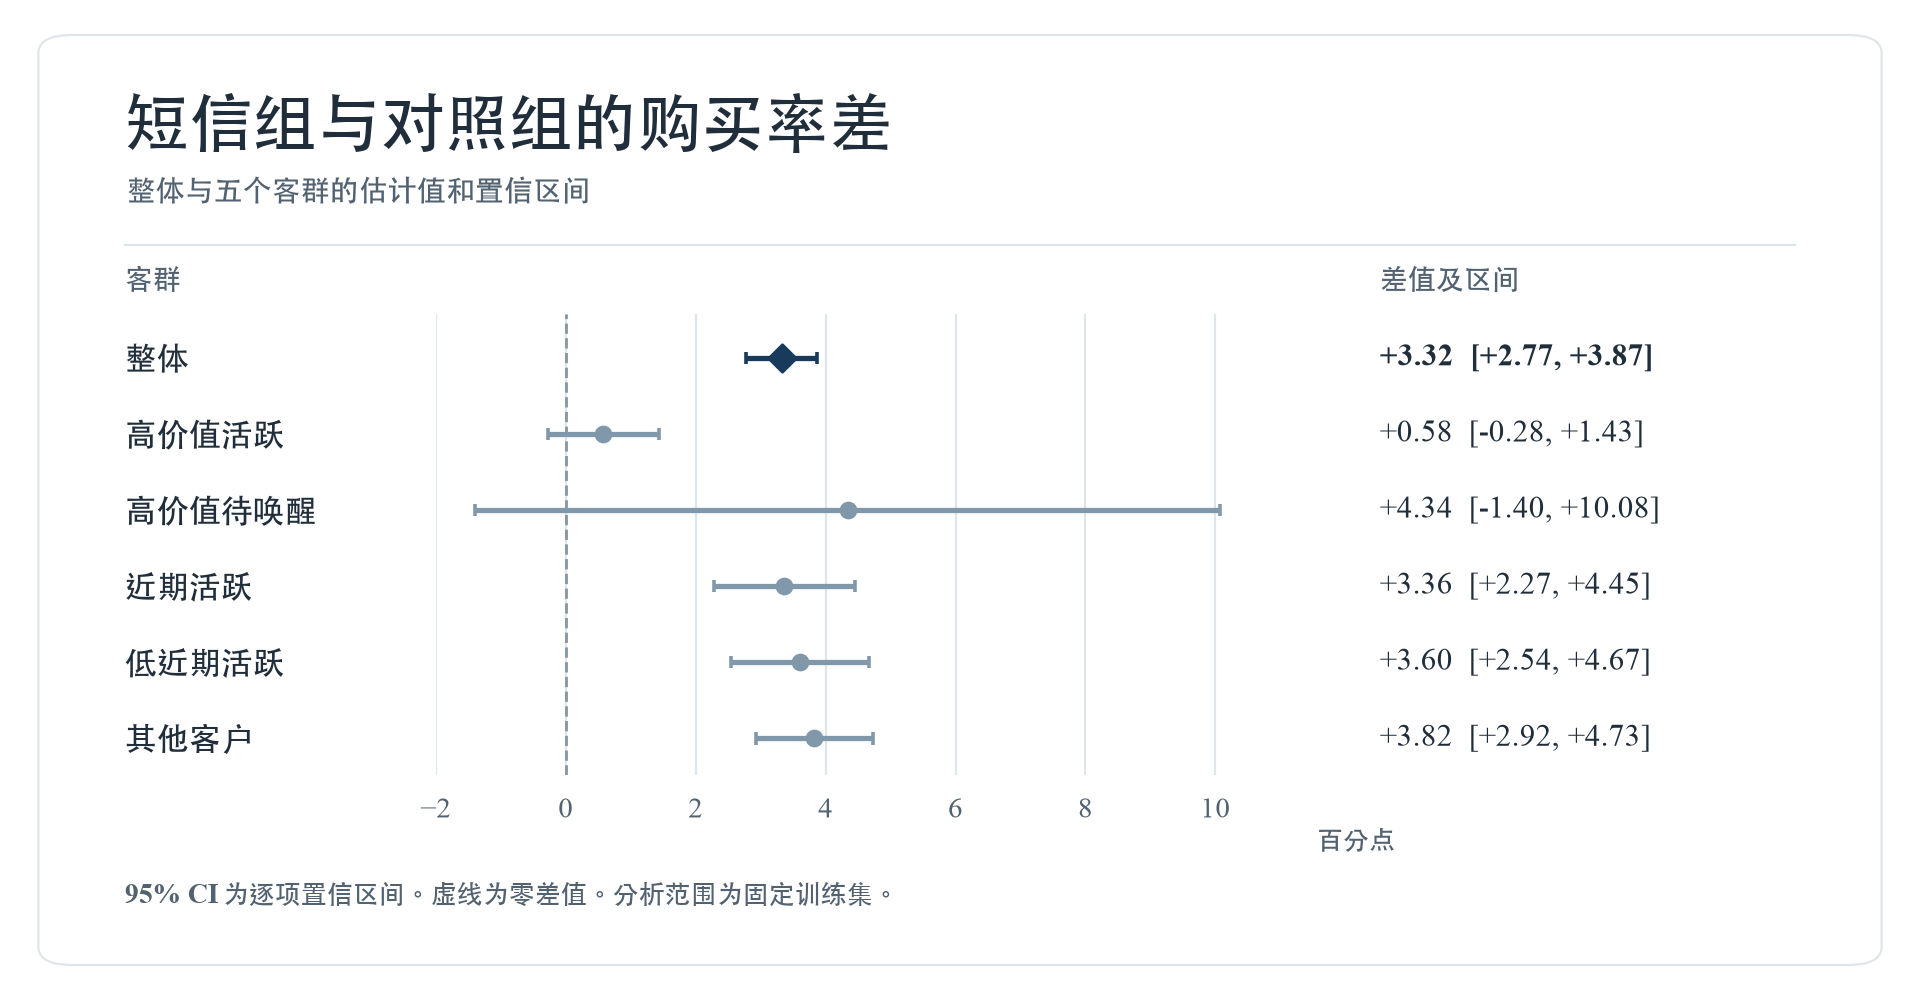 短信组与对照组的购买率差
整体与五个客群的估计值和置信区间
客群 差值及区间
整体 +3.32 [+2.77, +3.87]
高价值活跃 +0.58 [-0.28, +1.43]
高价值待唤醒 +4.34 [-1.40, +10.08]
近期活跃 +3.36 [+2.27, +4.45]
低近期活跃 +3.60 [+2.54, +4.67]
其他客户 +3.82 [+2.92, +4.73]
−2 0 2 4 6 8 10
百分点
95% CI 为逐项置信区间。虚线为零差值。分析范围为固定训练集。